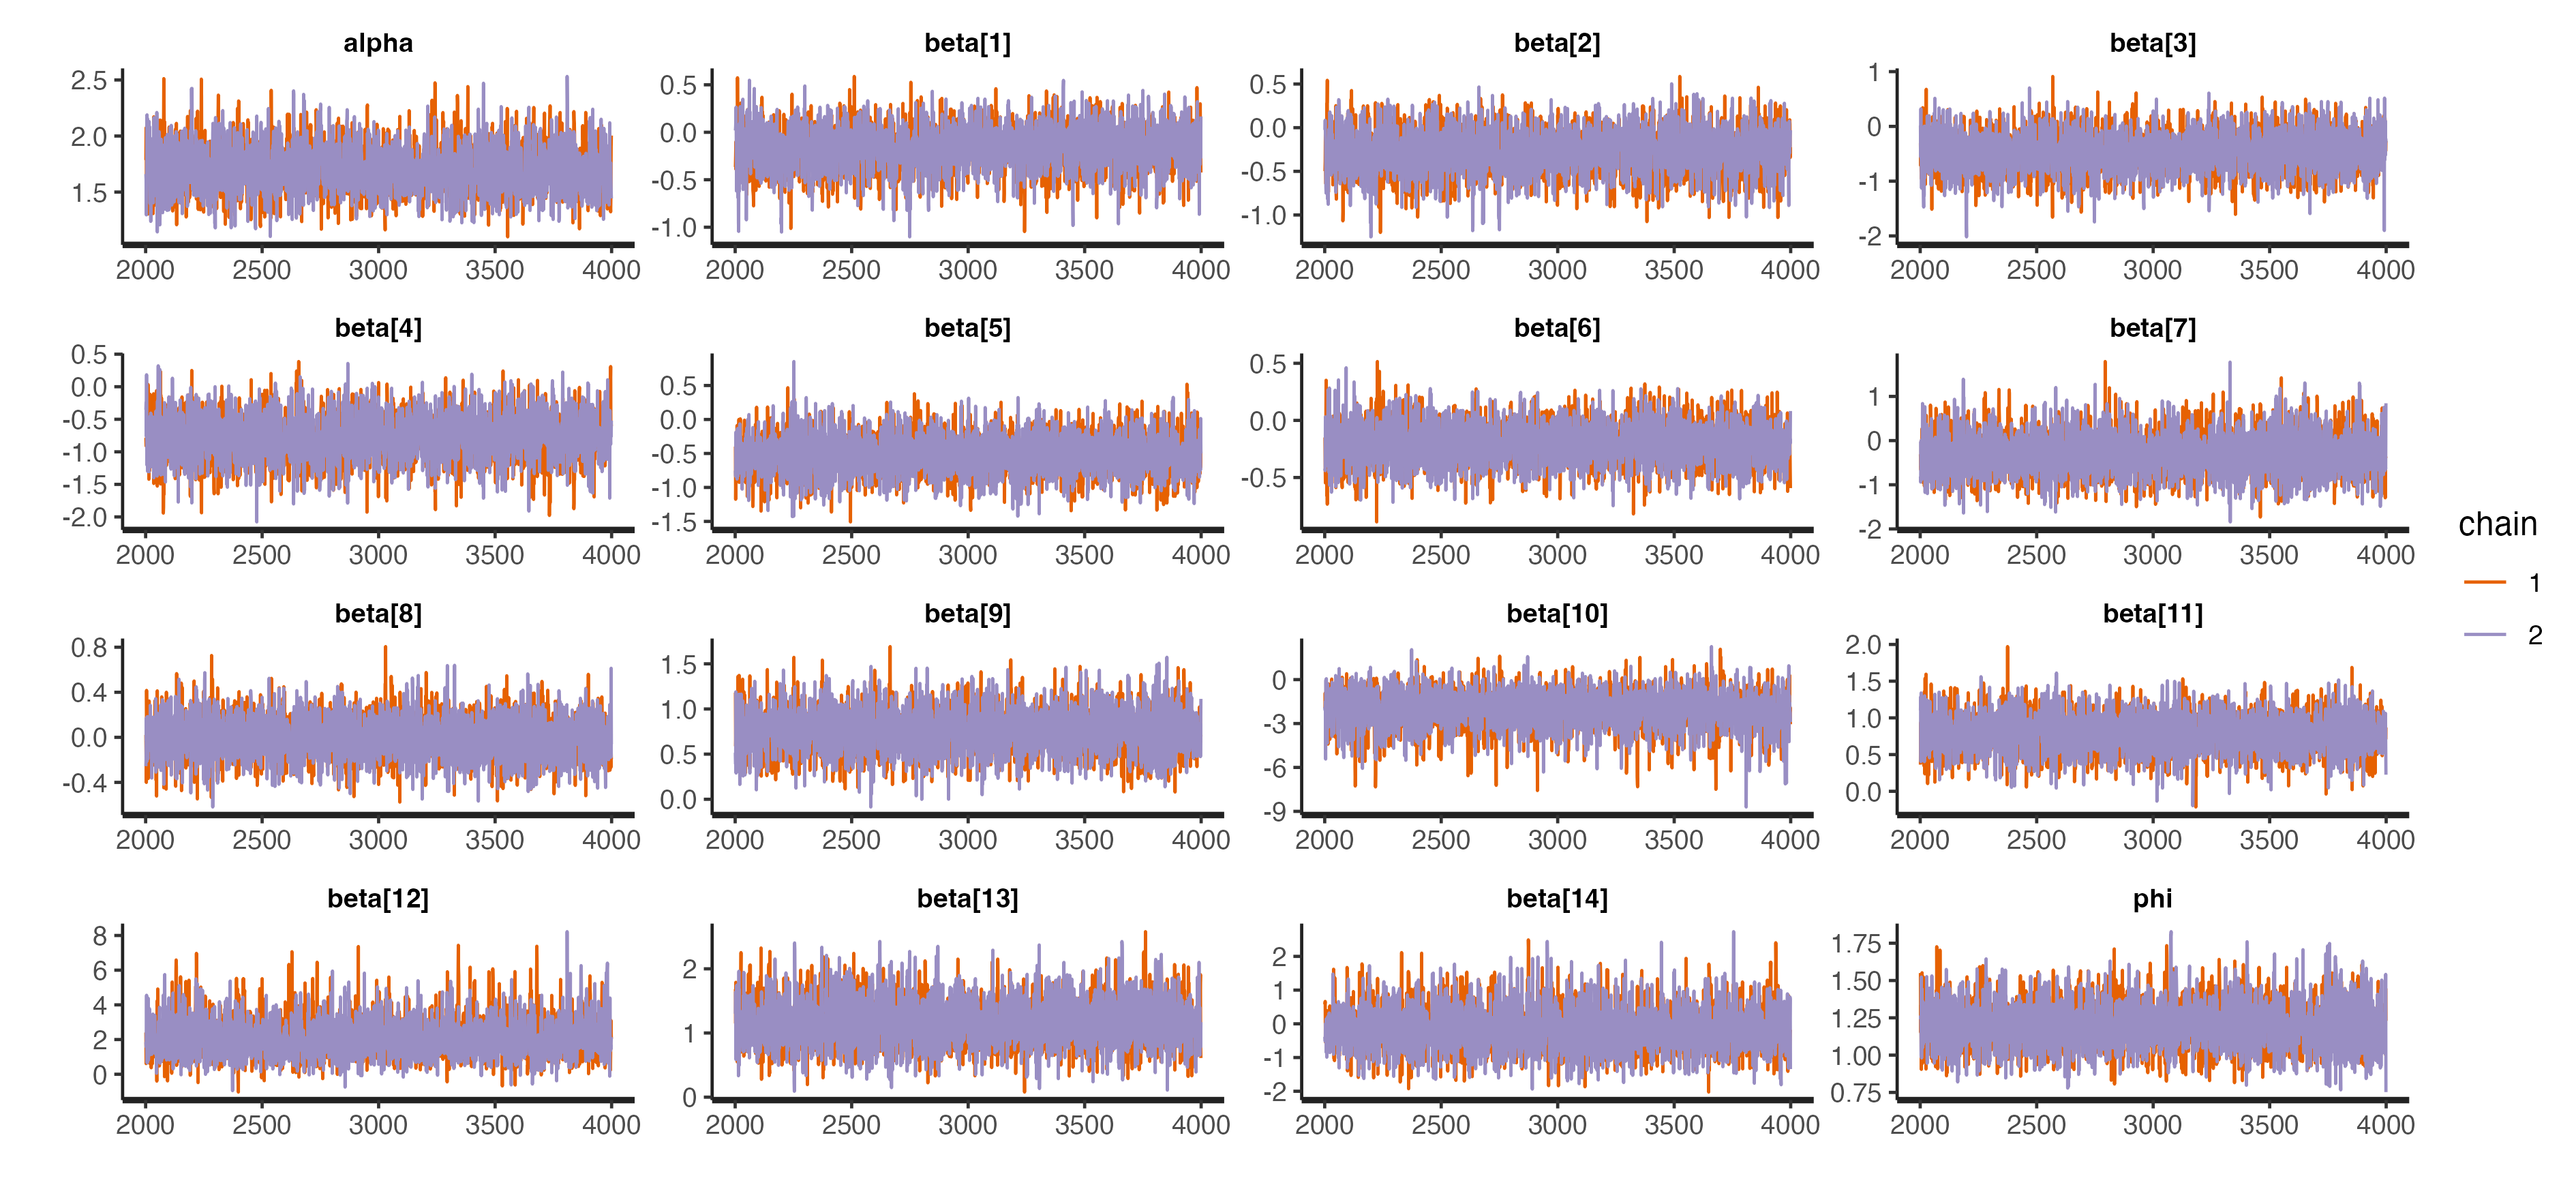 alpha
beta[1]
beta[2]
beta[3]
2.5
2.0
1.5
0.5
0.0
-0.5
-1.0
0.5
0.0
-0.5
-1.0
1
0
-1
-2
2000 2500 3000 3500 4000
2000 2500 3000 3500 4000
2000 2500 3000 3500 4000
2000 2500 3000 3500 4000
beta[4]
beta[5]
beta[6]
beta[7]
0.5
0.0
-0.5
-1.0
-1.5
-2.0
0.5
0.0
-0.5
-1.0
-1.5
0.5
0.0
-0.5
1
0
-1
-2
2000 2500 3000 3500 4000
2000 2500 3000 3500 4000
2000 2500 3000 3500 4000
2000 2500 3000 3500 4000
chain
1
2
beta[8]
beta[9]
beta[10]
beta[11]
0.8
0.4
0.0
-0.4
1.5
1.0
0.5
0.0
0
-3
-6
-9
2.0
1.5
1.0
0.5
0.0
2000 2500 3000 3500 4000
2000 2500 3000 3500 4000
2000 2500 3000 3500 4000
2000 2500 3000 3500 4000
beta[12]
beta[13]
beta[14]
phi
8
6
4
2
0
2
1
0
2
1
0
-1
-2
1.75
1.50
1.25
1.00
0.75
2000 2500 3000 3500 4000
2000 2500 3000 3500 4000
2000 2500 3000 3500 4000
2000 2500 3000 3500 4000